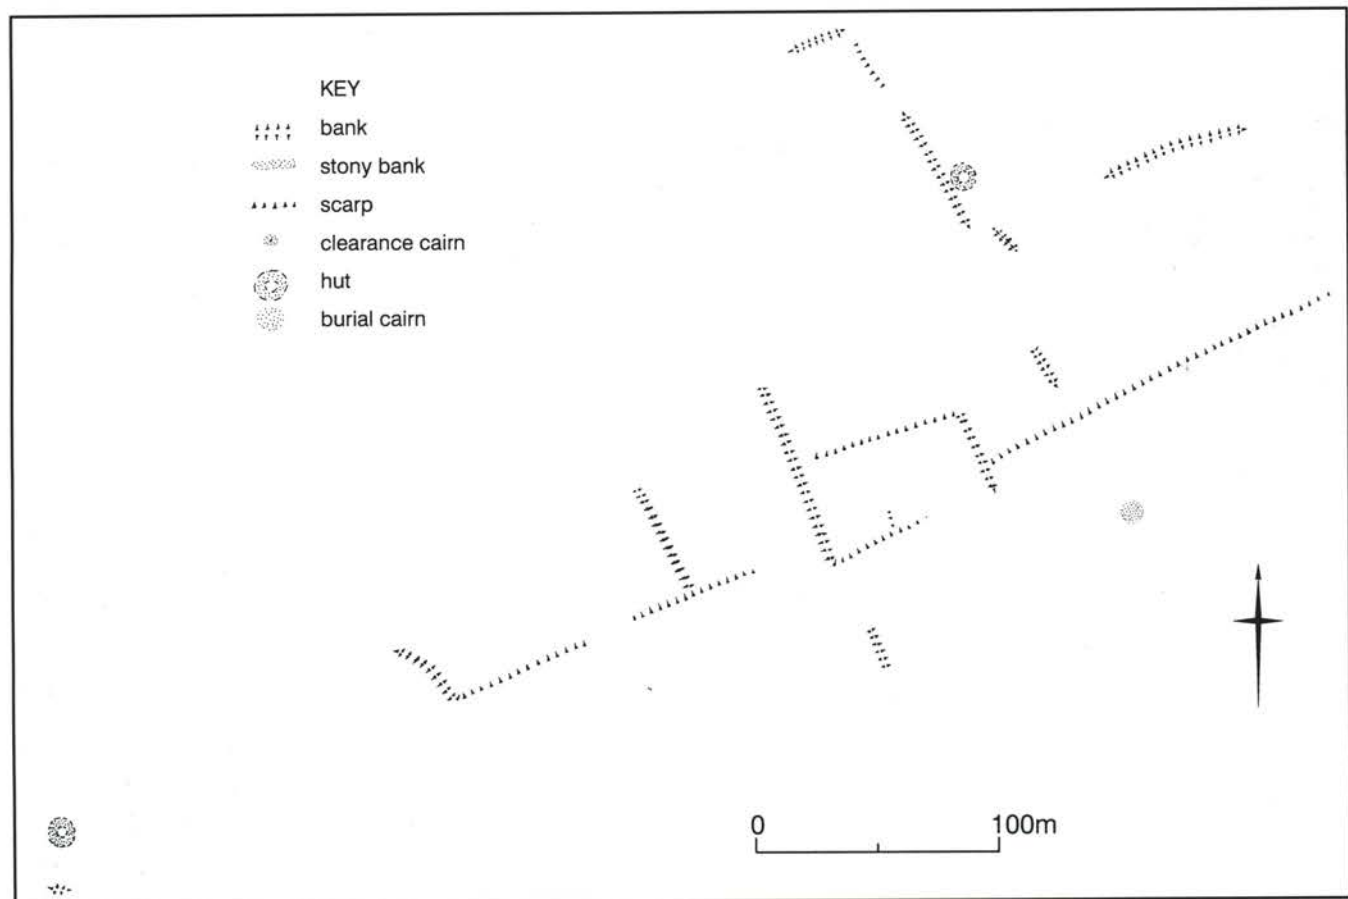 KEY
bank
stony bank
scarp
clearance cairn
hut
burial cairn
0 100m